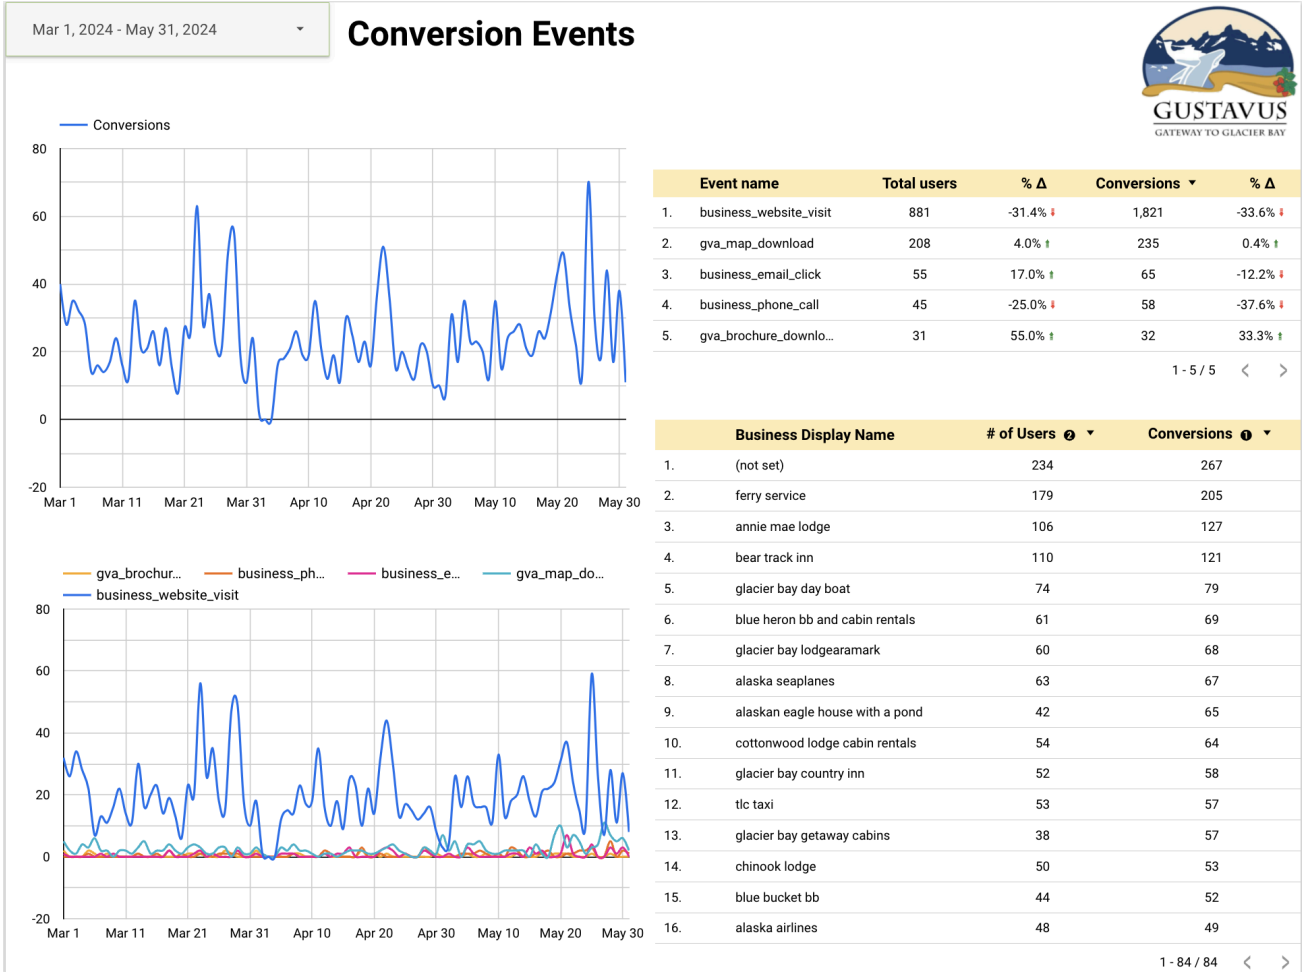 Mar 1, 2024 - May 31, 2024
Conversion Events
GUSTAVUS
GATEWAY TO GLACIER BAY
Conversions
80
60
40
20
0
-20
Mar 1 Mar 11 Mar 21 Mar 31 Apr 10 Apr 20 Apr 30 May 10 May 20 May 30
gva_brochur... business_ph... business_e... gva_map_do...
business_website_visit
80
60
40
20
0
-20
Mar 1 Mar 11 Mar 21 Mar 31 Apr 10 Apr 20 Apr 30 May 10 May 20 May 30
Event name Total users % Δ Conversions % Δ
1. business_website_visit 881 -31.4% 1,821 -33.6%
2. gva_map_download 208 4.0% 235 0.4%
3. business_email_click 55 17.0% 65 -12.2%
4. business_phone_call 45 -25.0% 58 -37.6%
5. gva_brochure_downlo... 31 55.0% 32 33.3%
1 - 5 / 5
Business Display Name # of Users 2 Conversions 1
1. (not set) 234 267
2. ferry service 179 205
3. annie mae lodge 106 127
4. bear track inn 110 121
5. glacier bay day boat 74 79
6. blue heron bb and cabin rentals 61 69
7. glacier bay lodgearamark 60 68
8. alaska seaplanes 63 67
9. alaskan eagle house with a pond 42 65
10. cottonwood lodge cabin rentals 54 64
11. glacier bay country inn 52 58
12. tlc taxi 53 57
13. glacier bay getaway cabins 38 57
14. chinook lodge 50 53
15. blue bucket bb 44 52
16. alaska airlines 48 49
1 - 84 / 84